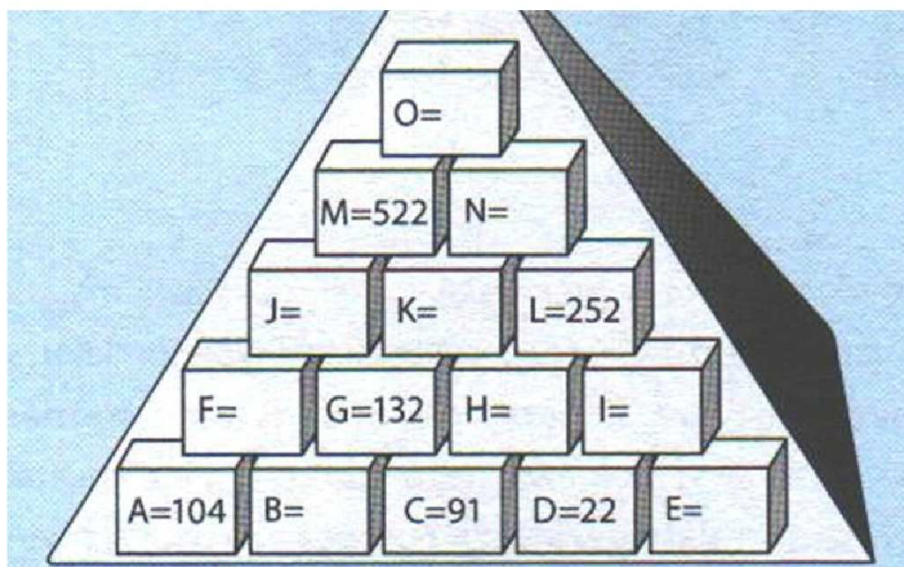 O=
M=522 N=
J= K= L=252
F= G=132 H= I=
A=104 B= C=91 D=22 E=